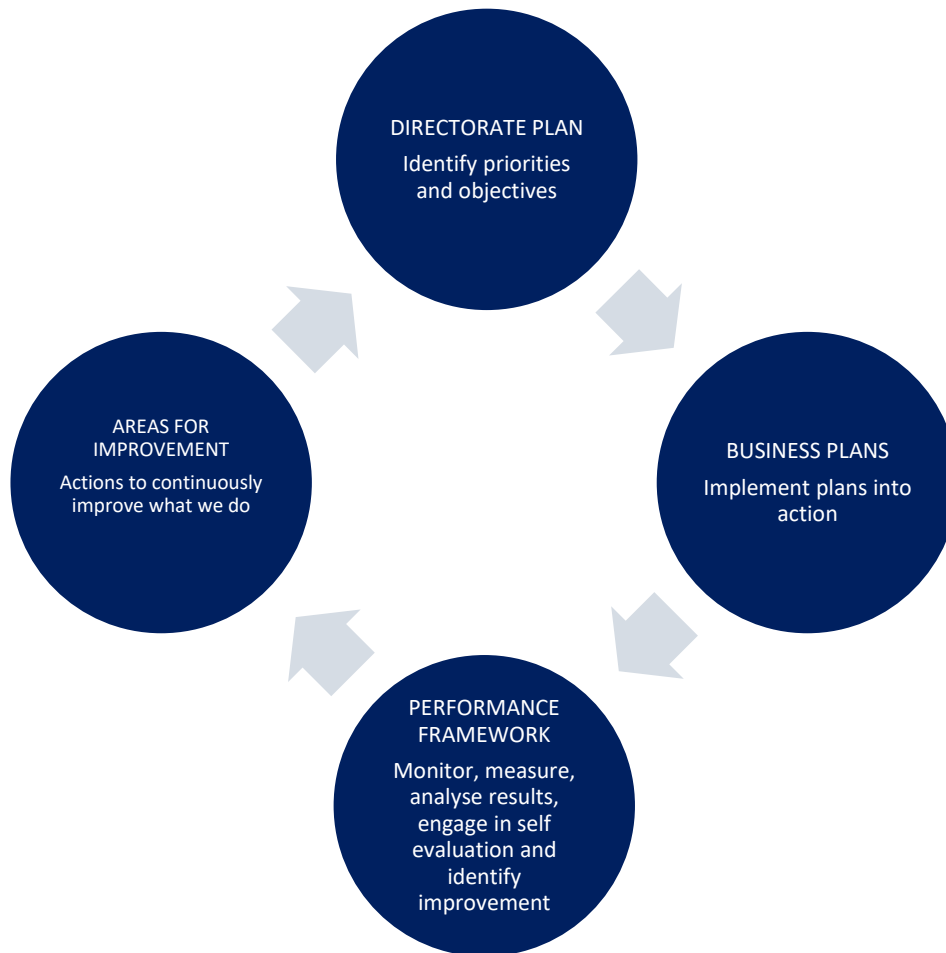 DIRECTORATE PLAN
Identify priorities
and objectives
BUSINESS PLANS
Implement plans into
action
PERFORMANCE
FRAMEWORK
Monitor, measure,
analyse results,
engage in self
evaluation and
identify
improvement
AREAS FOR
IMPROVEMENT
Actions to continuously
improve what we do